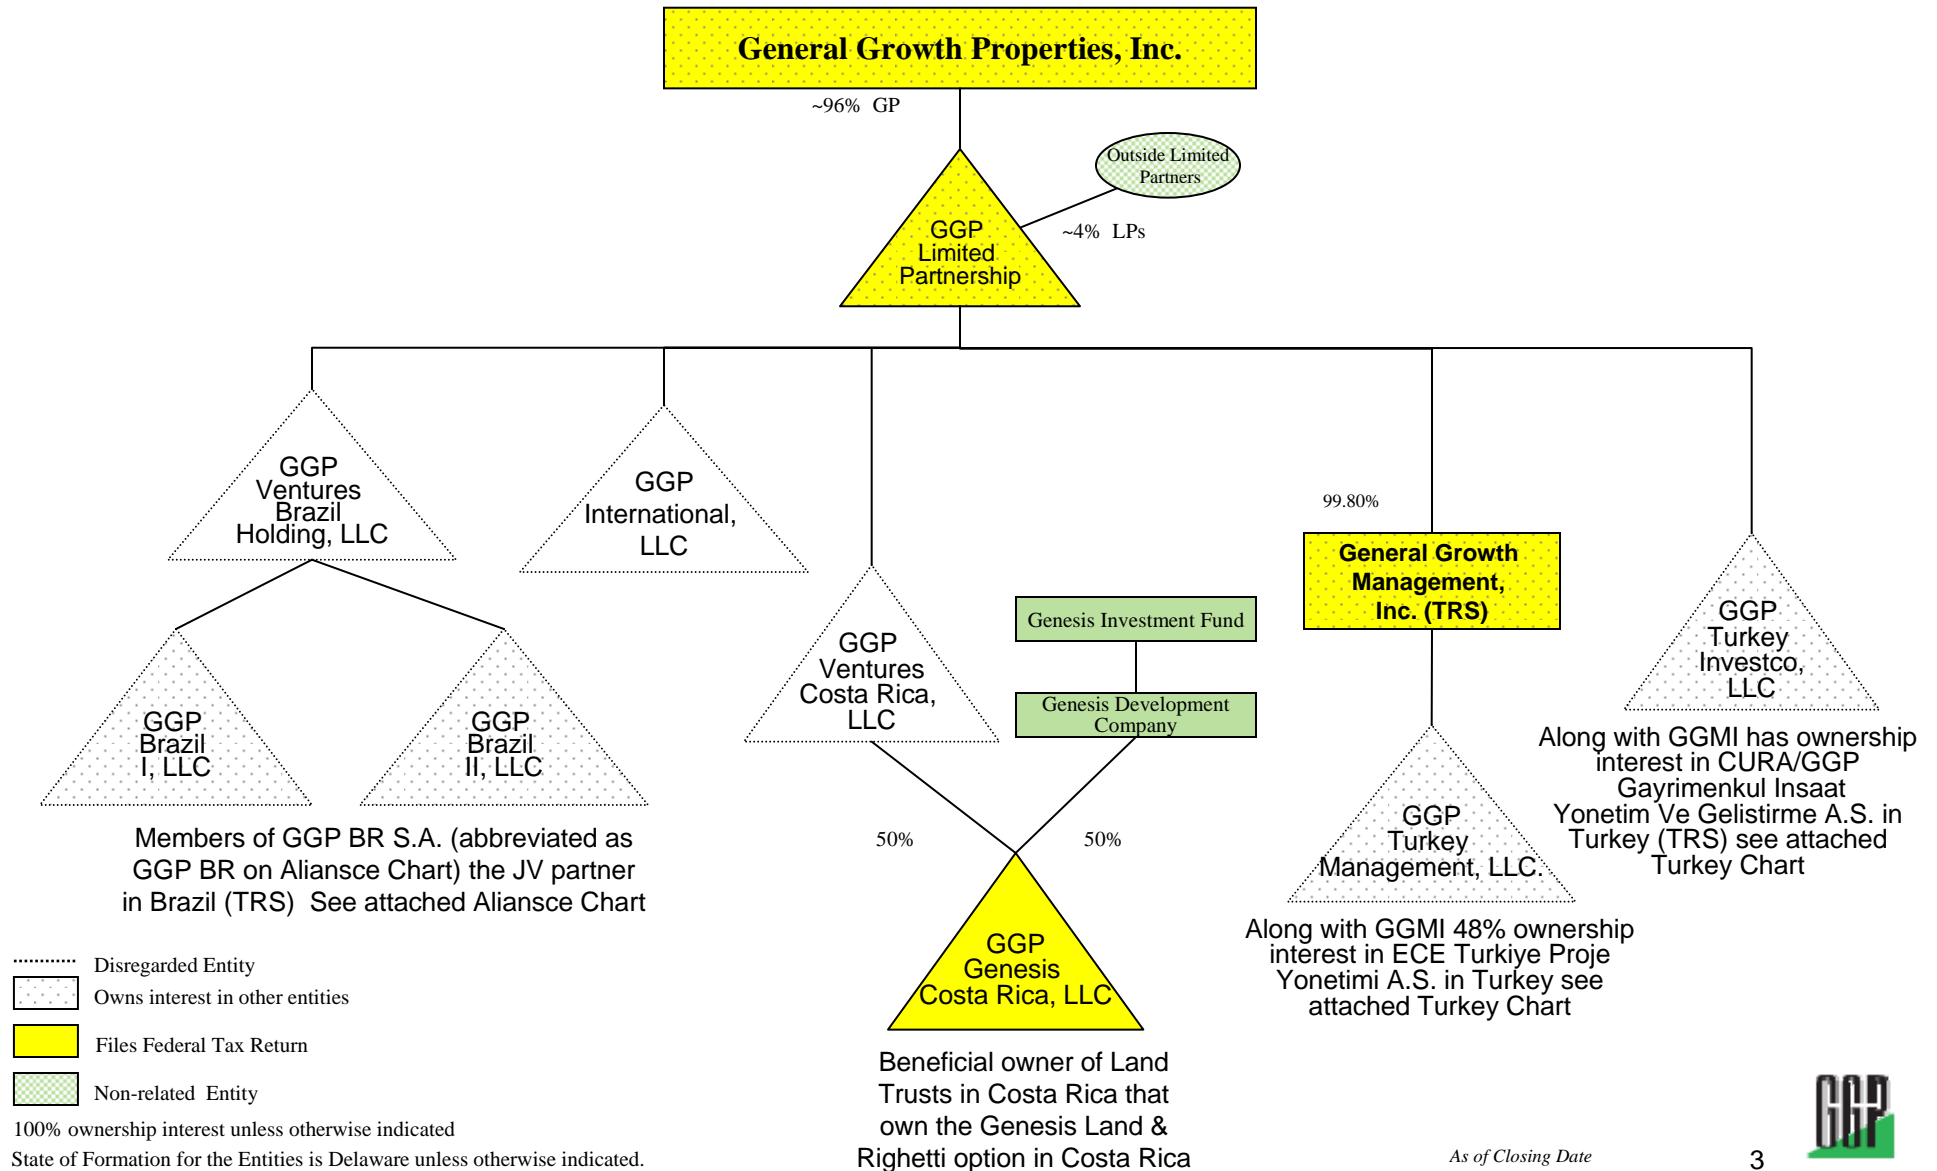 General Growth Properties, Inc.
~96% GP
Outside Limited
Partners
~4% LPs
GGP
Limited
Partnership
GGP
Ventures
Brazil
Holding, LLC
GGP
International,
LLC
GGP
Ventures
Costa Rica,
LLC
Genesis Investment Fund
Genesis Development
Company
99.80%
General Growth
Management,
Inc. (TRS)
GGP
Turkey
Investco,
LLC
GGP
Brazil
I, LLC
GGP
Brazil
II, LLC
Members of GGP BR S.A. (abbreviated as
GGP BR on Aliansce Chart) the JV partner
in Brazil (TRS) See attached Aliansce Chart
50%
50%
GGP
Genesis
Costa Rica, LLC
Beneficial owner of Land
Trusts in Costa Rica that
own the Genesis Land &
Righetti option in Costa Rica
GGP
Turkey
Management, LLC.
Along with GGMI 48% ownership
interest in ECE Turkiye Proje
Yonetimi A.S. in Turkey see
attached Turkey Chart
Along with GGMI has ownership
interest in CURA/GGP
Gayrimenkul Insaat
Yonetim Ve Gelistirme A.S. in
Turkey (TRS) see attached
Turkey Chart
Disregarded Entity
Owns interest in other entities
Files Federal Tax Return
Non-related Entity
100% ownership interest unless otherwise indicated
State of Formation for the Entities is Delaware unless otherwise indicated.
As of Closing Date
3
GGP